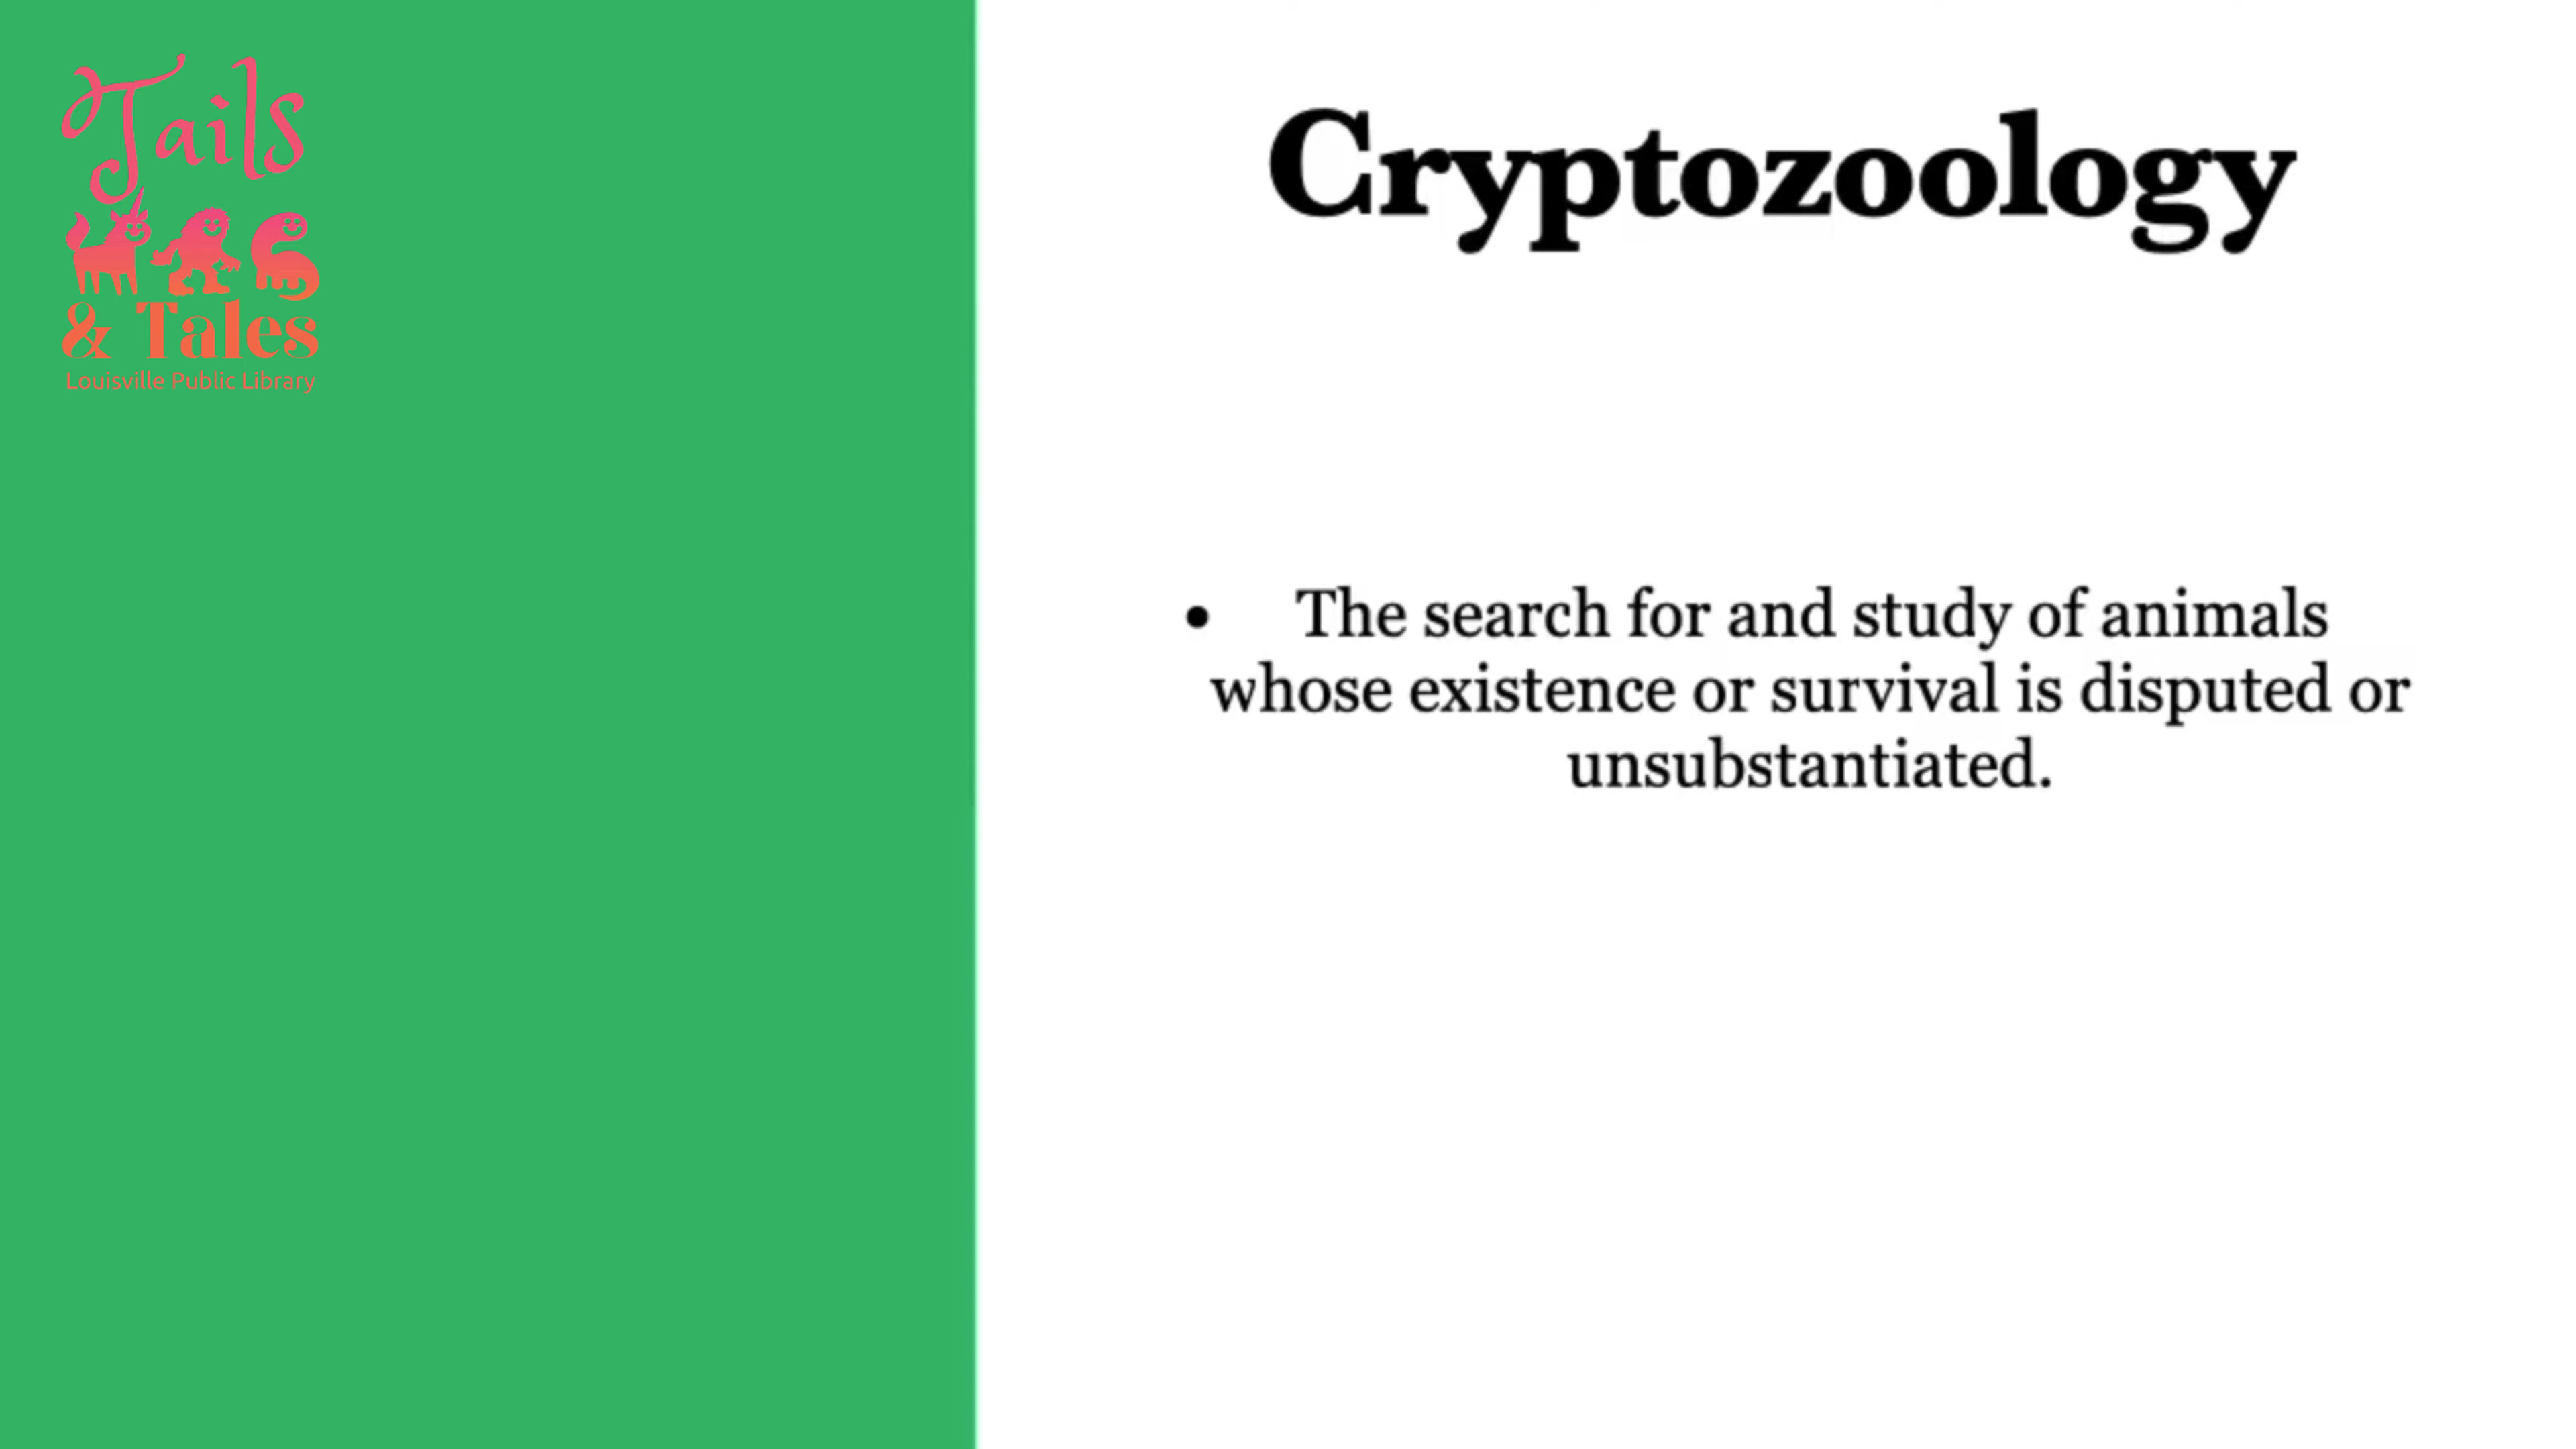 Tails
& Tales
Louisville Public Library
Cryptozoology
• The search for and study of animals
whose existence or survival is disputed or
unsubstantiated.